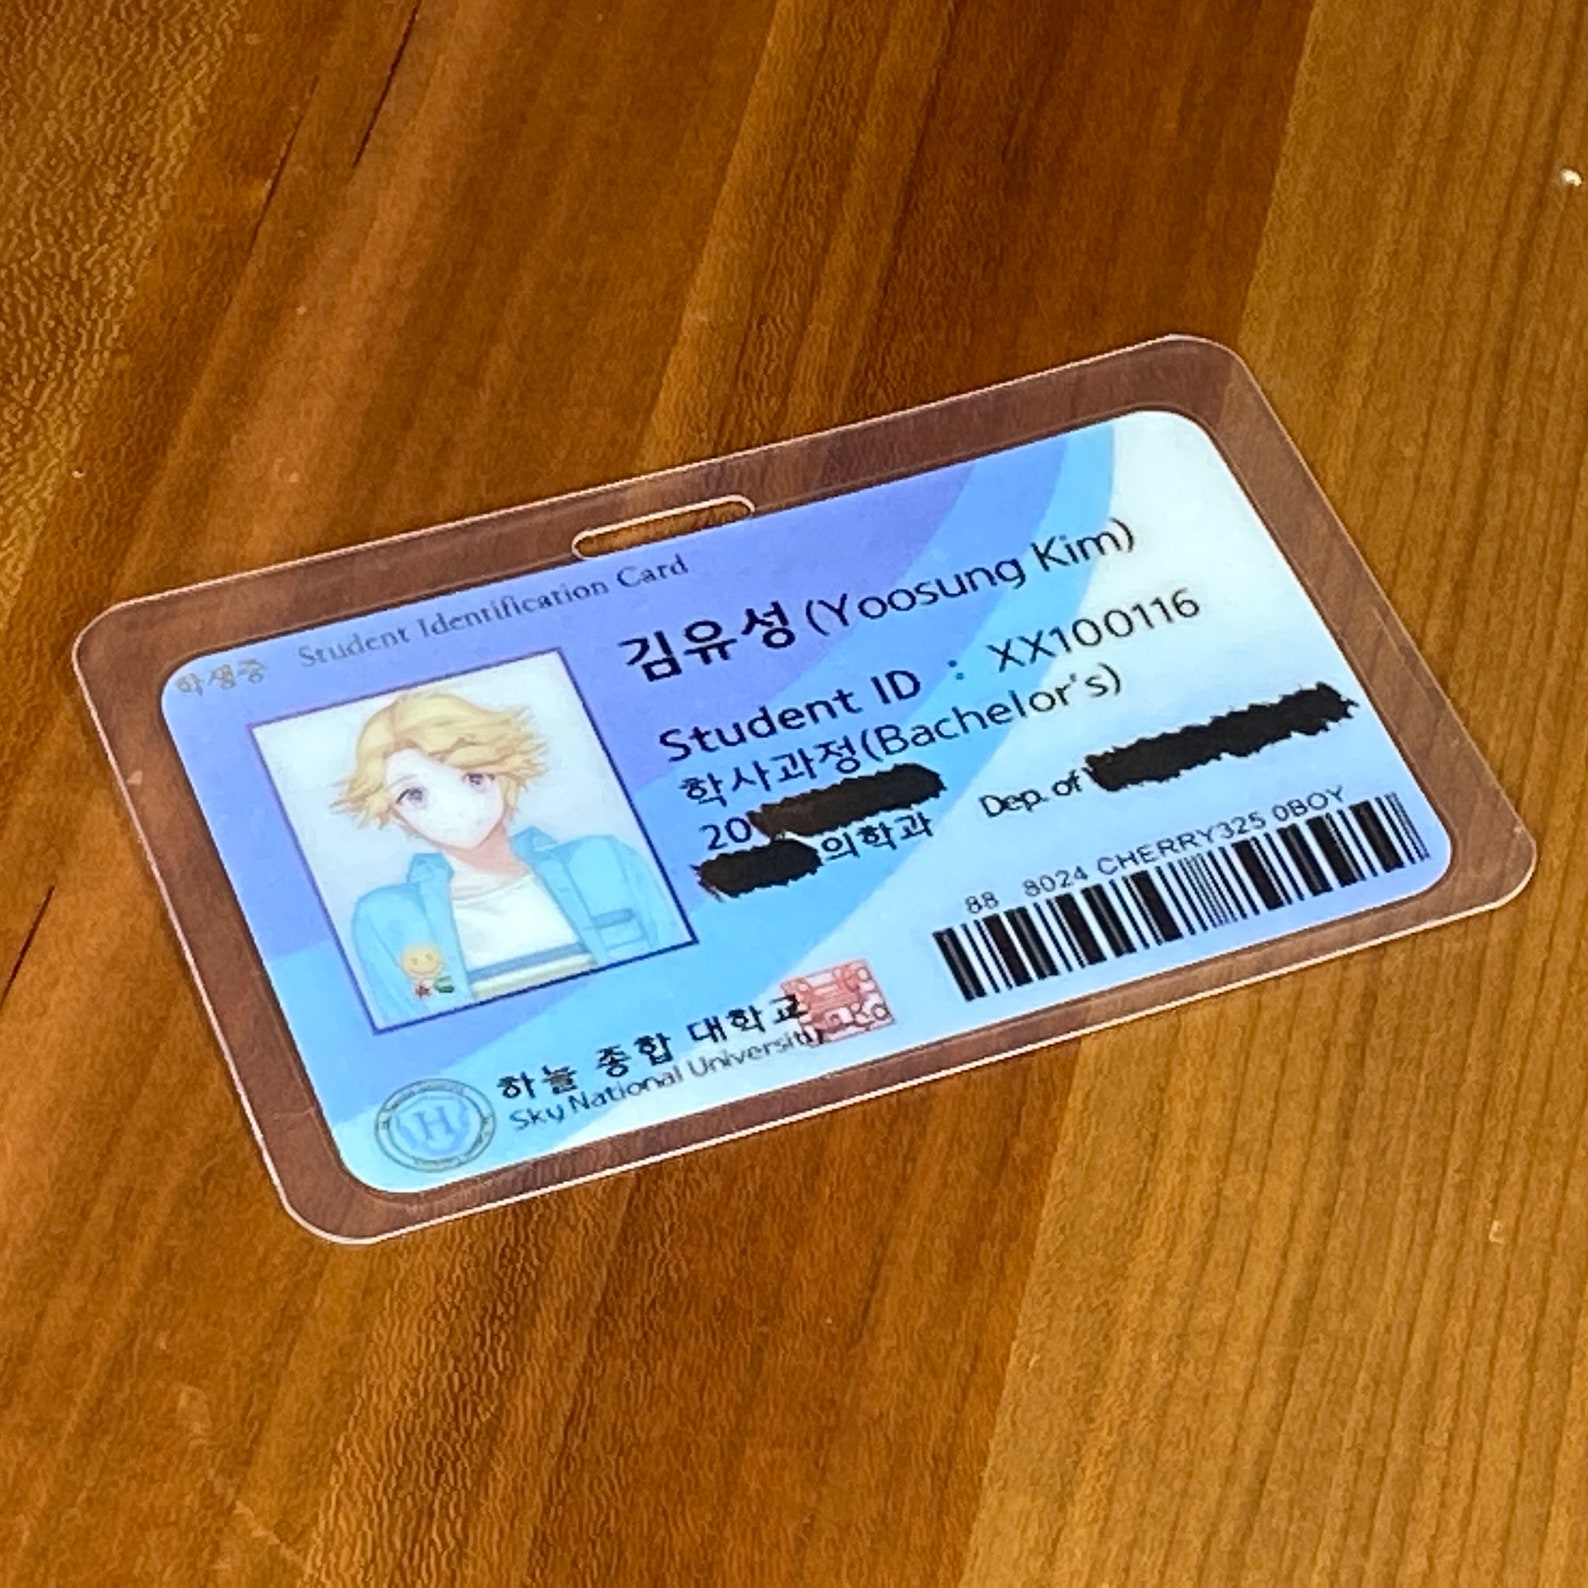 학생증 Student Identification Card
김유성 (Yoosung Kim)
Student ID : XX100116
학사과정(Bachelor's)
20
의학과 Dep. of
88 8024 CHERRY325 0BOY
하늘 종합 대학교
Sky National University
H